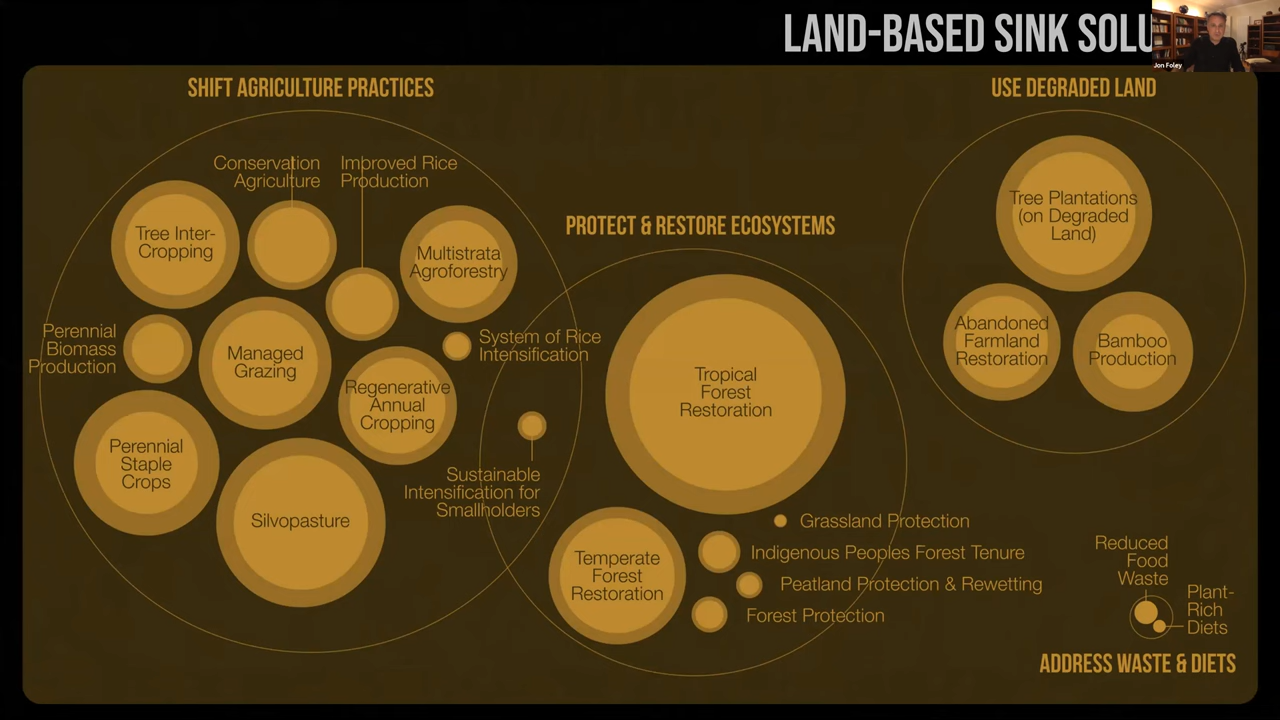 LAND-BASED SINK SOLU
Jon Foley
SHIFT AGRICULTURE PRACTICES
Conservation
Agriculture
Improved Rice
Production
Tree Inter-
Cropping
Multistrata
Agroforestry
Perennial
Biomass
Production
Managed
Grazing
System of Rice
Intensification
Regenerative
Annual
Cropping
Perennial
Staple
Crops
Silvopasture
Sustainable
Intensification for
Smallholders
PROTECT & RESTORE ECOSYSTEMS
Tropical
Forest
Restoration
Temperate
Forest
Restoration
Grassland Protection
Indigenous Peoples Forest Tenure
Peatland Protection & Rewetting
Forest Protection
USE DEGRADED LAND
Tree Plantations
(on Degraded
Land)
Abandoned
Farmland
Restoration
Bamboo
Production
Reduced
Food
Waste
Plant-
Rich
Diets
ADDRESS WASTE & DIETS